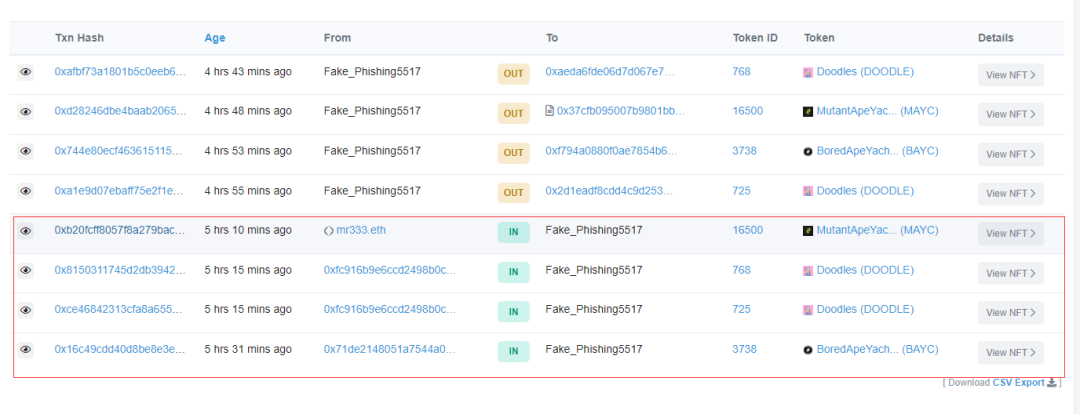 Txn Hash Age From To Token ID Token Details
0xafbf73a1801b5c0eeb6... 4 hrs 43 mins ago Fake_Phishing5517 OUT 0xaeda6fde06d7d067e7... 768 Doodles (DOODLE) View NFT >
0xd28246dbe4baab2065... 4 hrs 48 mins ago Fake_Phishing5517 OUT 0x37cfb095007b9801bb... 16500 MutantApeYac... (MAYC) View NFT >
0x744e80ecf463615115... 4 hrs 53 mins ago Fake_Phishing5517 OUT 0xf794a0880f0ae7854b6... 3738 BoredApeYach... (BAYC) View NFT >
0xa1e9d07ebaff75e2f1e... 4 hrs 55 mins ago Fake_Phishing5517 OUT 0x2d1eadf8cdd4c9d253... 725 Doodles (DOODLE) View NFT >
0xb20fcff8057f8a279bac... 5 hrs 10 mins ago mr333.eth IN Fake_Phishing5517 16500 MutantApeYac... (MAYC) View NFT >
0x8150311745d2db3942... 5 hrs 15 mins ago 0xfc916b9e6ccd2498b0c... IN Fake_Phishing5517 768 Doodles (DOODLE) View NFT >
0xce46842313cfa8a655... 5 hrs 15 mins ago 0xfc916b9e6ccd2498b0c... IN Fake_Phishing5517 725 Doodles (DOODLE) View NFT >
0x16c49cdd40d8be8e3e... 5 hrs 31 mins ago 0x71de2148051a7544a0... IN Fake_Phishing5517 3738 BoredApeYach... (BAYC) View NFT >
[ Download CSV Export ]